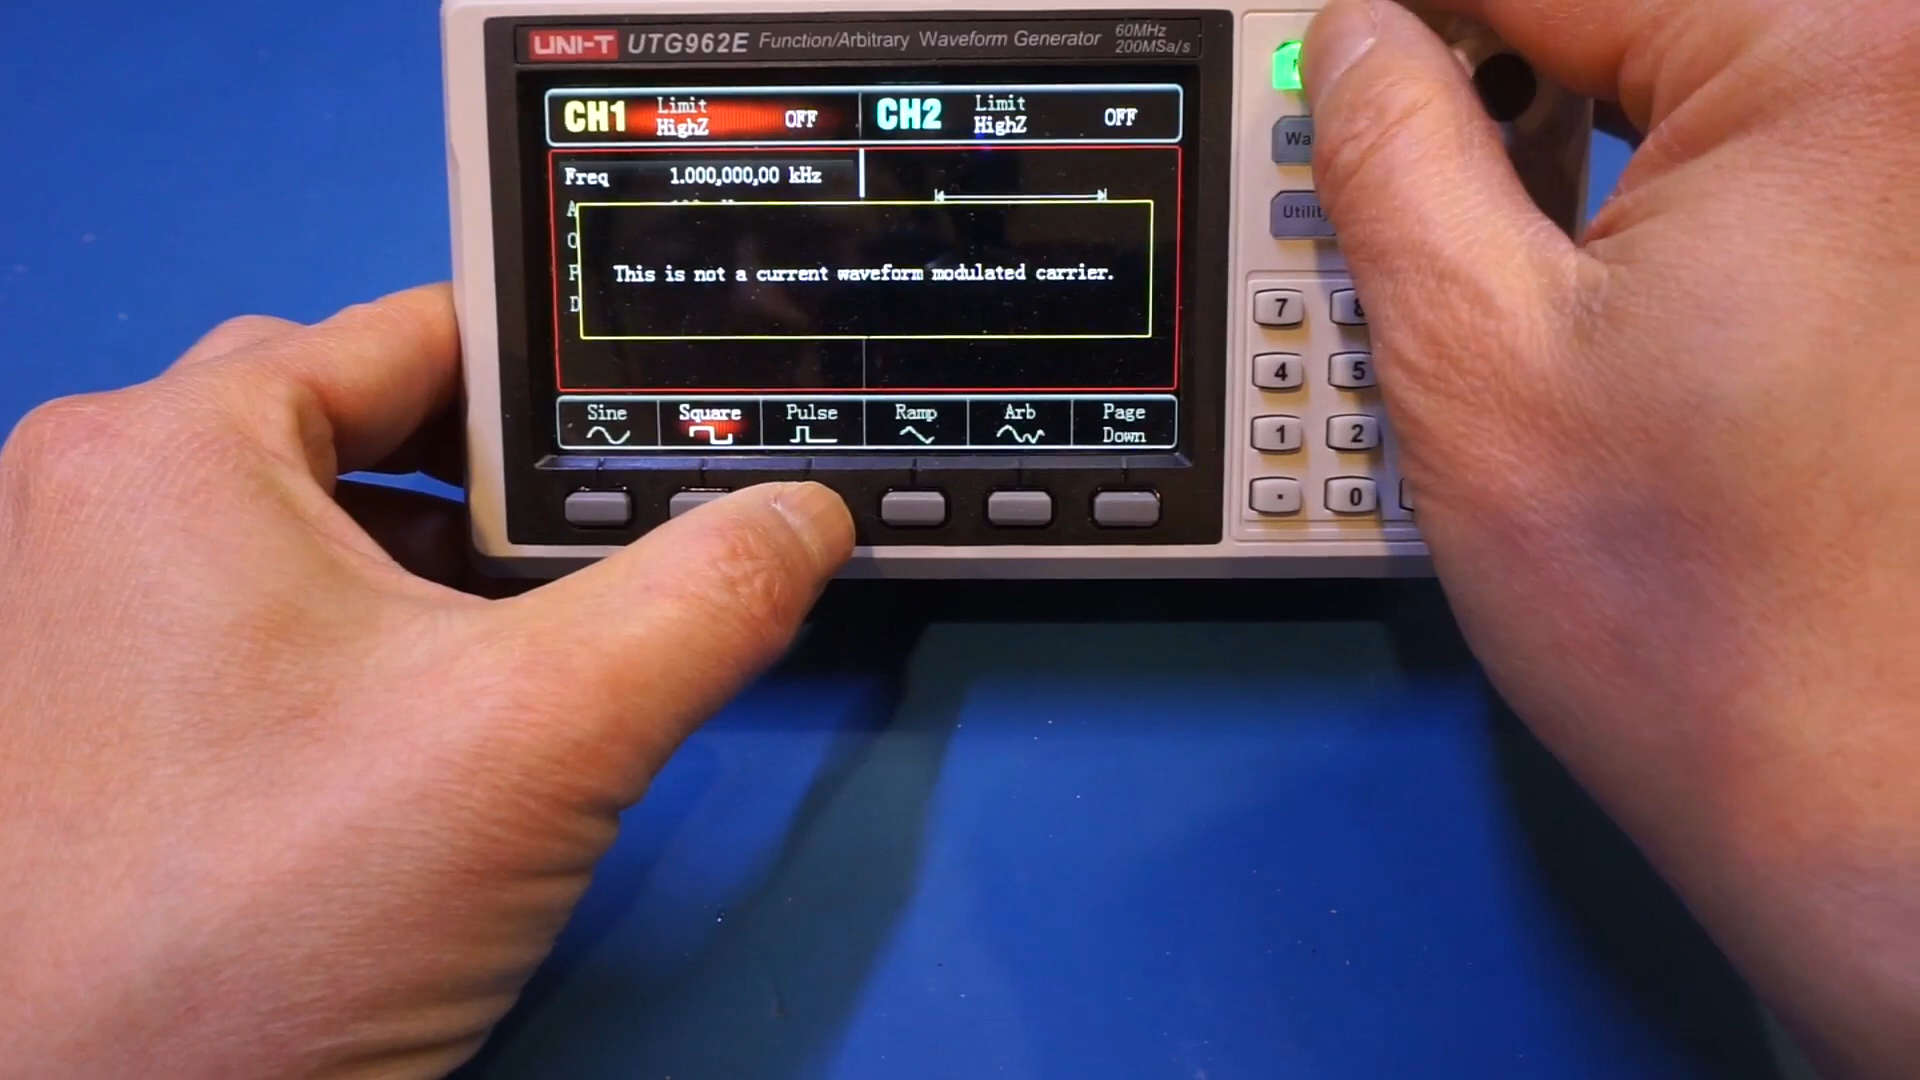 UNI-T UTG962E Function/Arbitrary Waveform Generator 60MHz
200MSa/s
CH1 Limit
HighZ OFF
CH2 Limit
HighZ OFF
Freq 1.000,000,00 kHz
This is not a current waveform modulated carrier.
Sine
Square
Pulse
Ramp
Arb
Page
Down
Utility
7 8
4 5
1 2
. 0